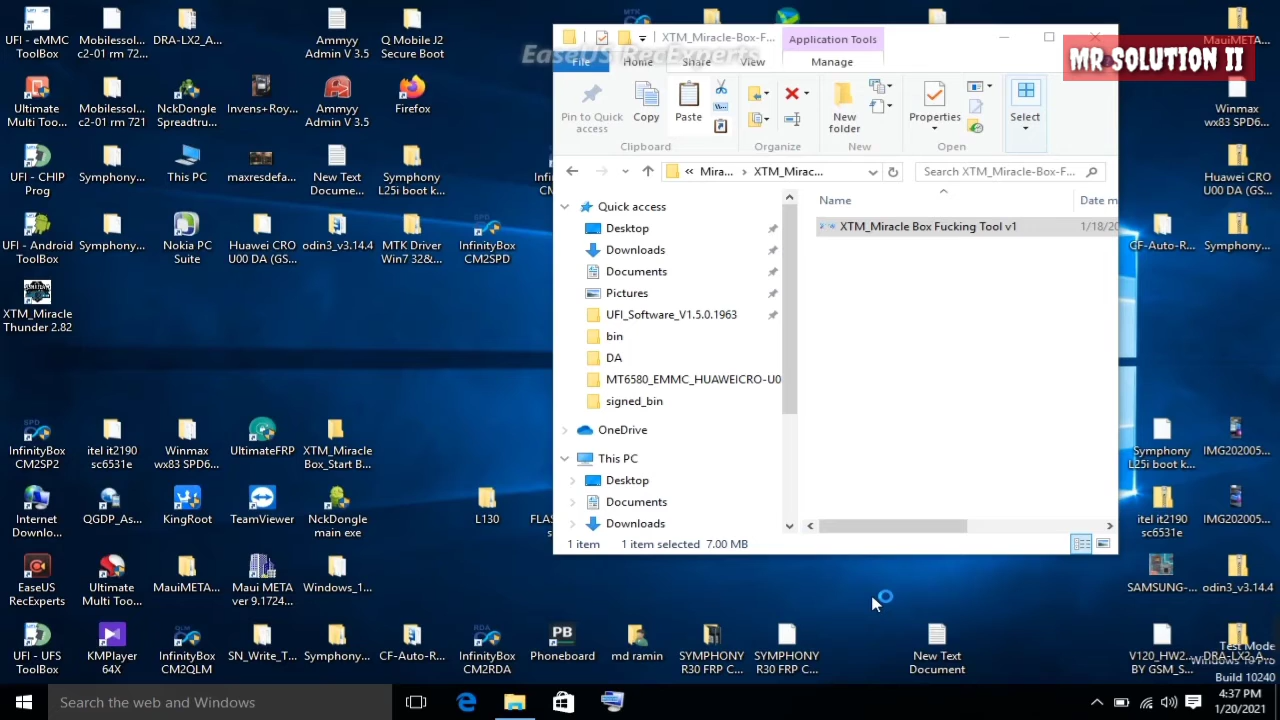 UFI - eMMC
ToolBox
Mobilesol...
c1-01 rm 72...
DRA-LX2_A...
Ammyy
Admin V 3.5
Q Mobile J2
Secure Boot
Ultimate
Multi Too...
Mobilesol...
c2-01 rm 721
NckDongle
Spreadtru...
Invens+Roy...
Ammyy
Admin V 3.5
Firefox
UFI - CHIP
Prog
Symphony...
This PC
maxresdefa...
New Text
Docume...
Symphony
L25i boot k...
UFI - Android
ToolBox
Symphony...
Nokia PC
Suite
Huawei CRO
U00 DA (GS...
odin3_v3.14.4
MTK Driver
Win7 32&...
InfinityBox
CM2SPD
XTM_Miracle
Thunder 2.82
InfinityBox
CM2SP2
itel it2190
sc6531e
Winmax
wx83 SPD6...
UltimateFRP
XTM_Miracle
Box_Start B...
Internet
Downlo...
QGDP_As...
KingRoot
TeamViewer
NckDongle
main exe
L130
EaseUS
RecExperts
Ultimate
Multi Too...
MauiMETA...
Maui META
ver 9.1724...
Windows_1...
UFI - UFS
ToolBox
KMPlayer
64X
InfinityBox
CM2QLM
SN_Write_T...
Symphony...
CF-Auto-R...
InfinityBox
CM2RDA
Phoneboard
md ramin
SYMPHONY
R30 FRP C...
SYMPHONY
R30 FRP C...
New Text
Document
XTM_Miracle-Box-F...
Application Tools
EaseUS RecExperts
File
Home
Share
View
Manage
MR SOLUTION II
Pin to Quick
access
Copy
Paste
New
folder
Properties
Select
Clipboard
Organize
New
Open
« Mira... › XTM_Mirac...
Search XTM_Miracle-Box-F...
Quick access
Desktop
Downloads
Documents
Pictures
UFI_Software_V1.5.0.1963
bin
DA
MT6580_EMMC_HUAWEICRO-U0
signed_bin
OneDrive
This PC
Desktop
Documents
Downloads
Name
Date m
XTM_Miracle Box Fucking Tool v1
1/18/20
1 item
1 item selected 7.00 MB
MauiMETA...
Winmax
wx83 SPD6...
Huawei CRO
U00 DA (GS...
CF-Auto-R...
Symphony...
Symphony
L25i boot k...
IMG202005...
itel it2190
sc6531e
IMG202005...
SAMSUNG-...
odin3_v3.14.4
V120_HW2...
BY GSM_S...
DRA-LX2_A...
Test Mode
Windows 10 Pro
Build 10240
Search the web and Windows
4:37 PM
1/20/2021